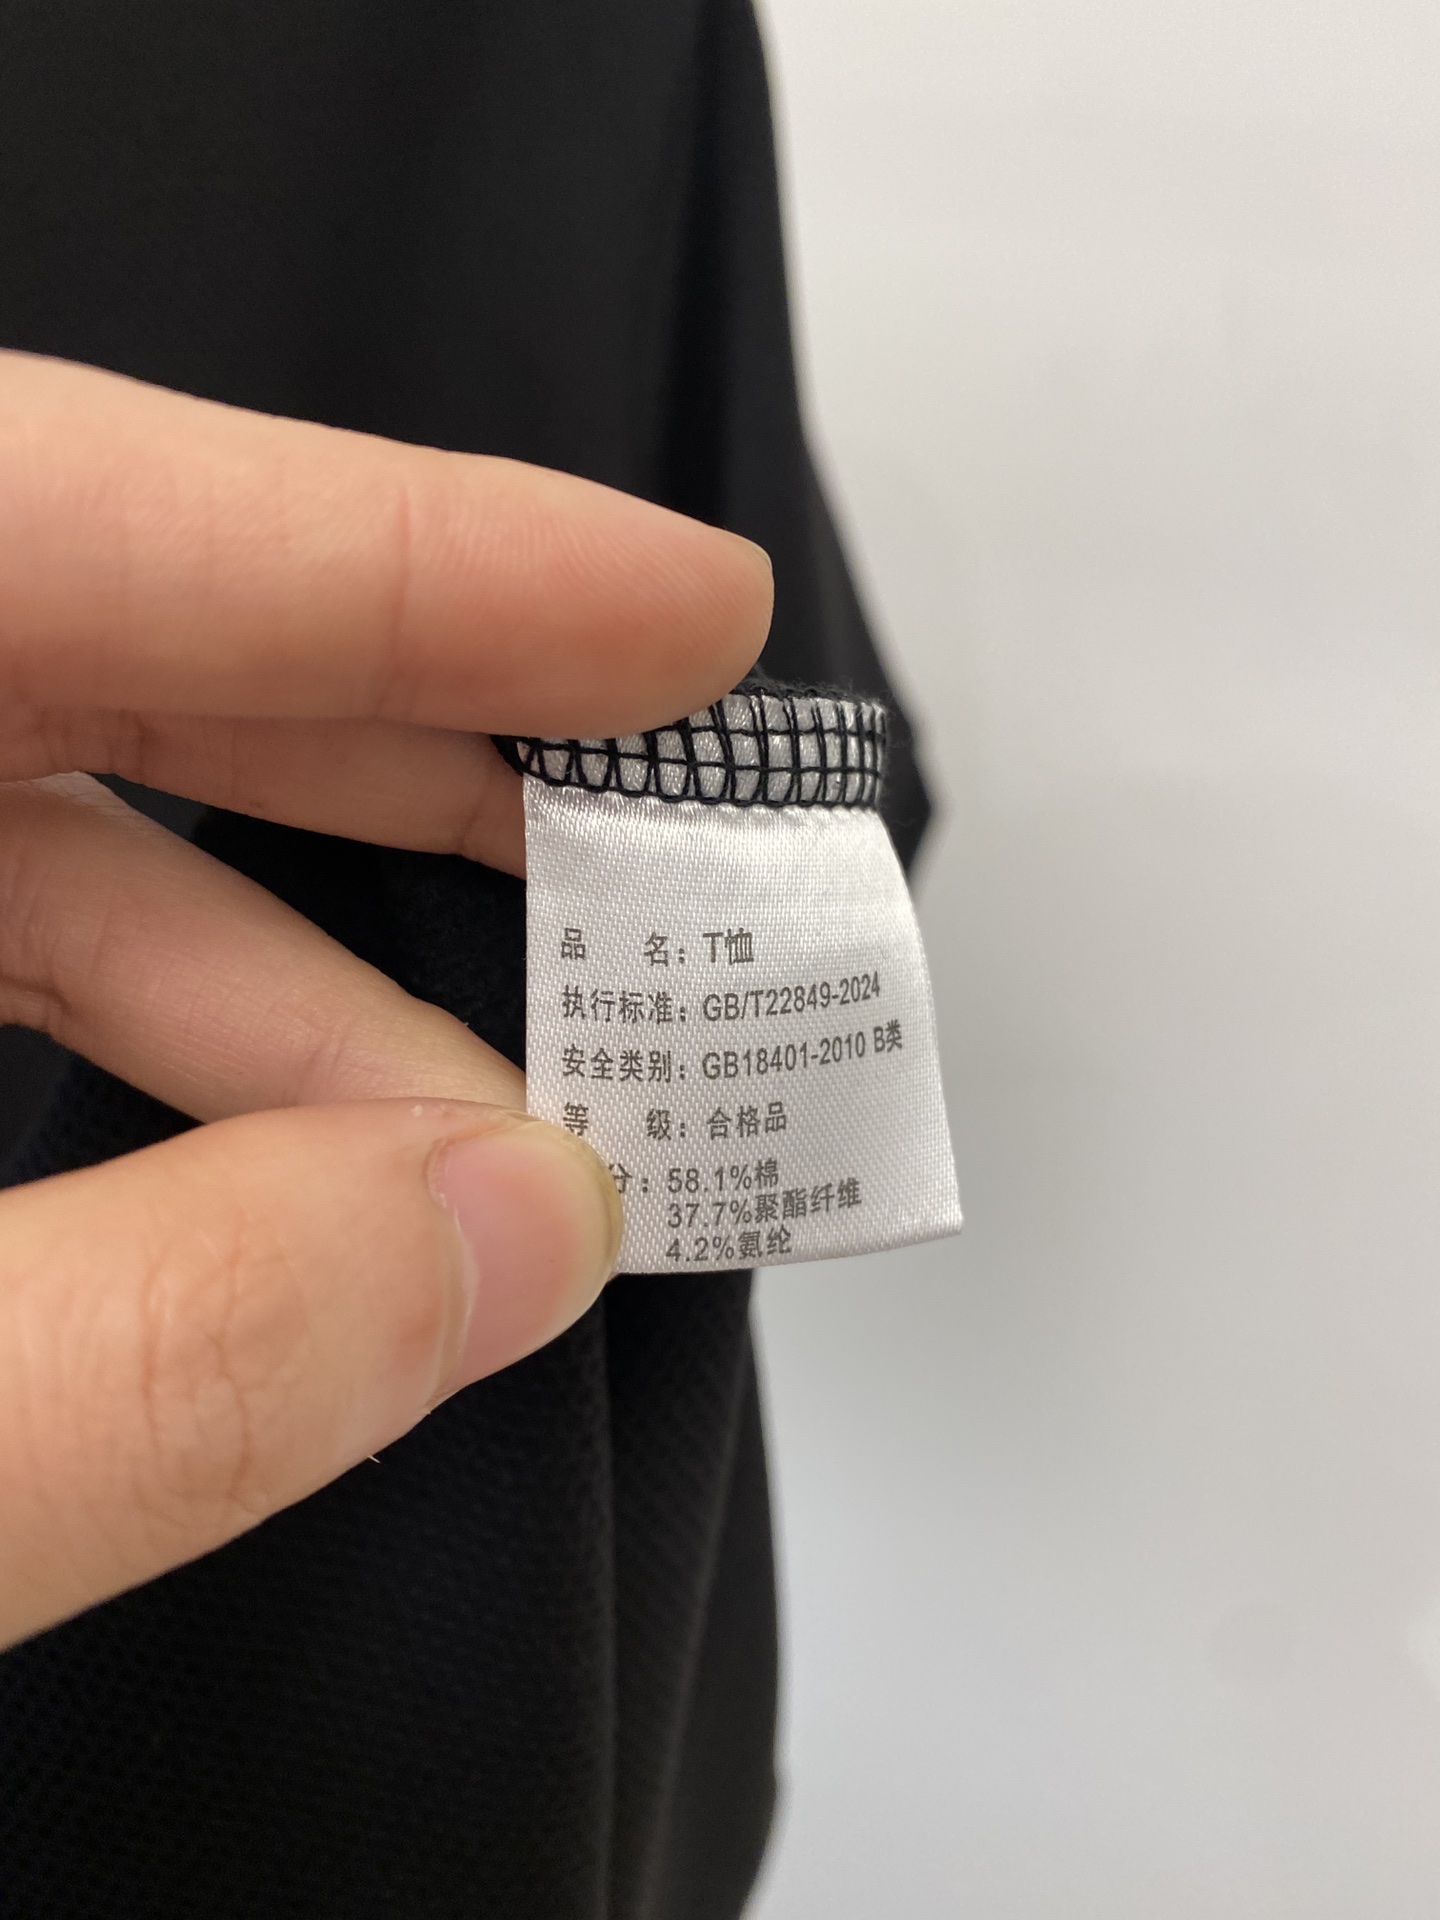 品 名：T恤
执行标准：GB/T22849-2024
安全类别：GB18401-2010 B类
等 级：合格品
分：58.1%棉
37.7%聚酯纤维
4.2%氨纶